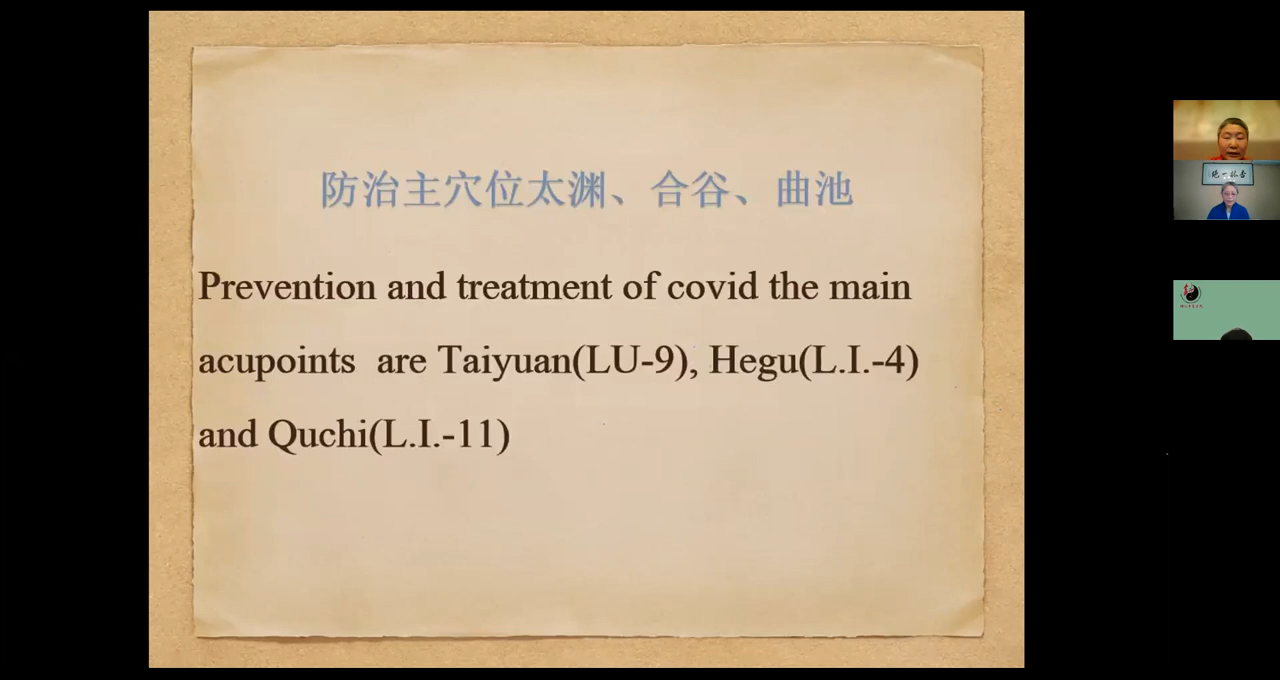 防治主穴位太渊、合谷、曲池
Prevention and treatment of covid the main
acupoints are Taiyuan(LU-9), Hegu(L.I.-4)
and Quchi(L.I.-11)